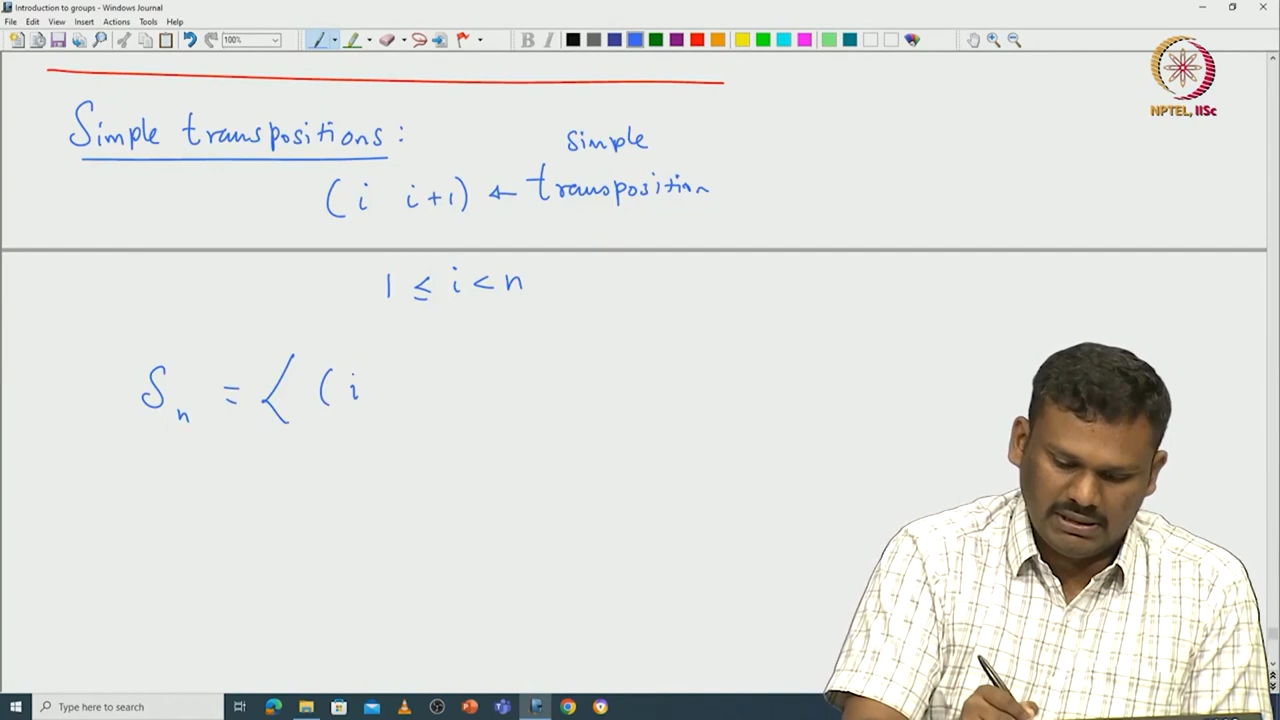 Introduction to groups - Windows Journal
File Edit View Insert Actions Tools Help
100%
B I
NPTEL, IISc
Simple transpositions:
(i i+1) ← simple transposition
1 ≤ i < n
Sn = < (i
Type here to search